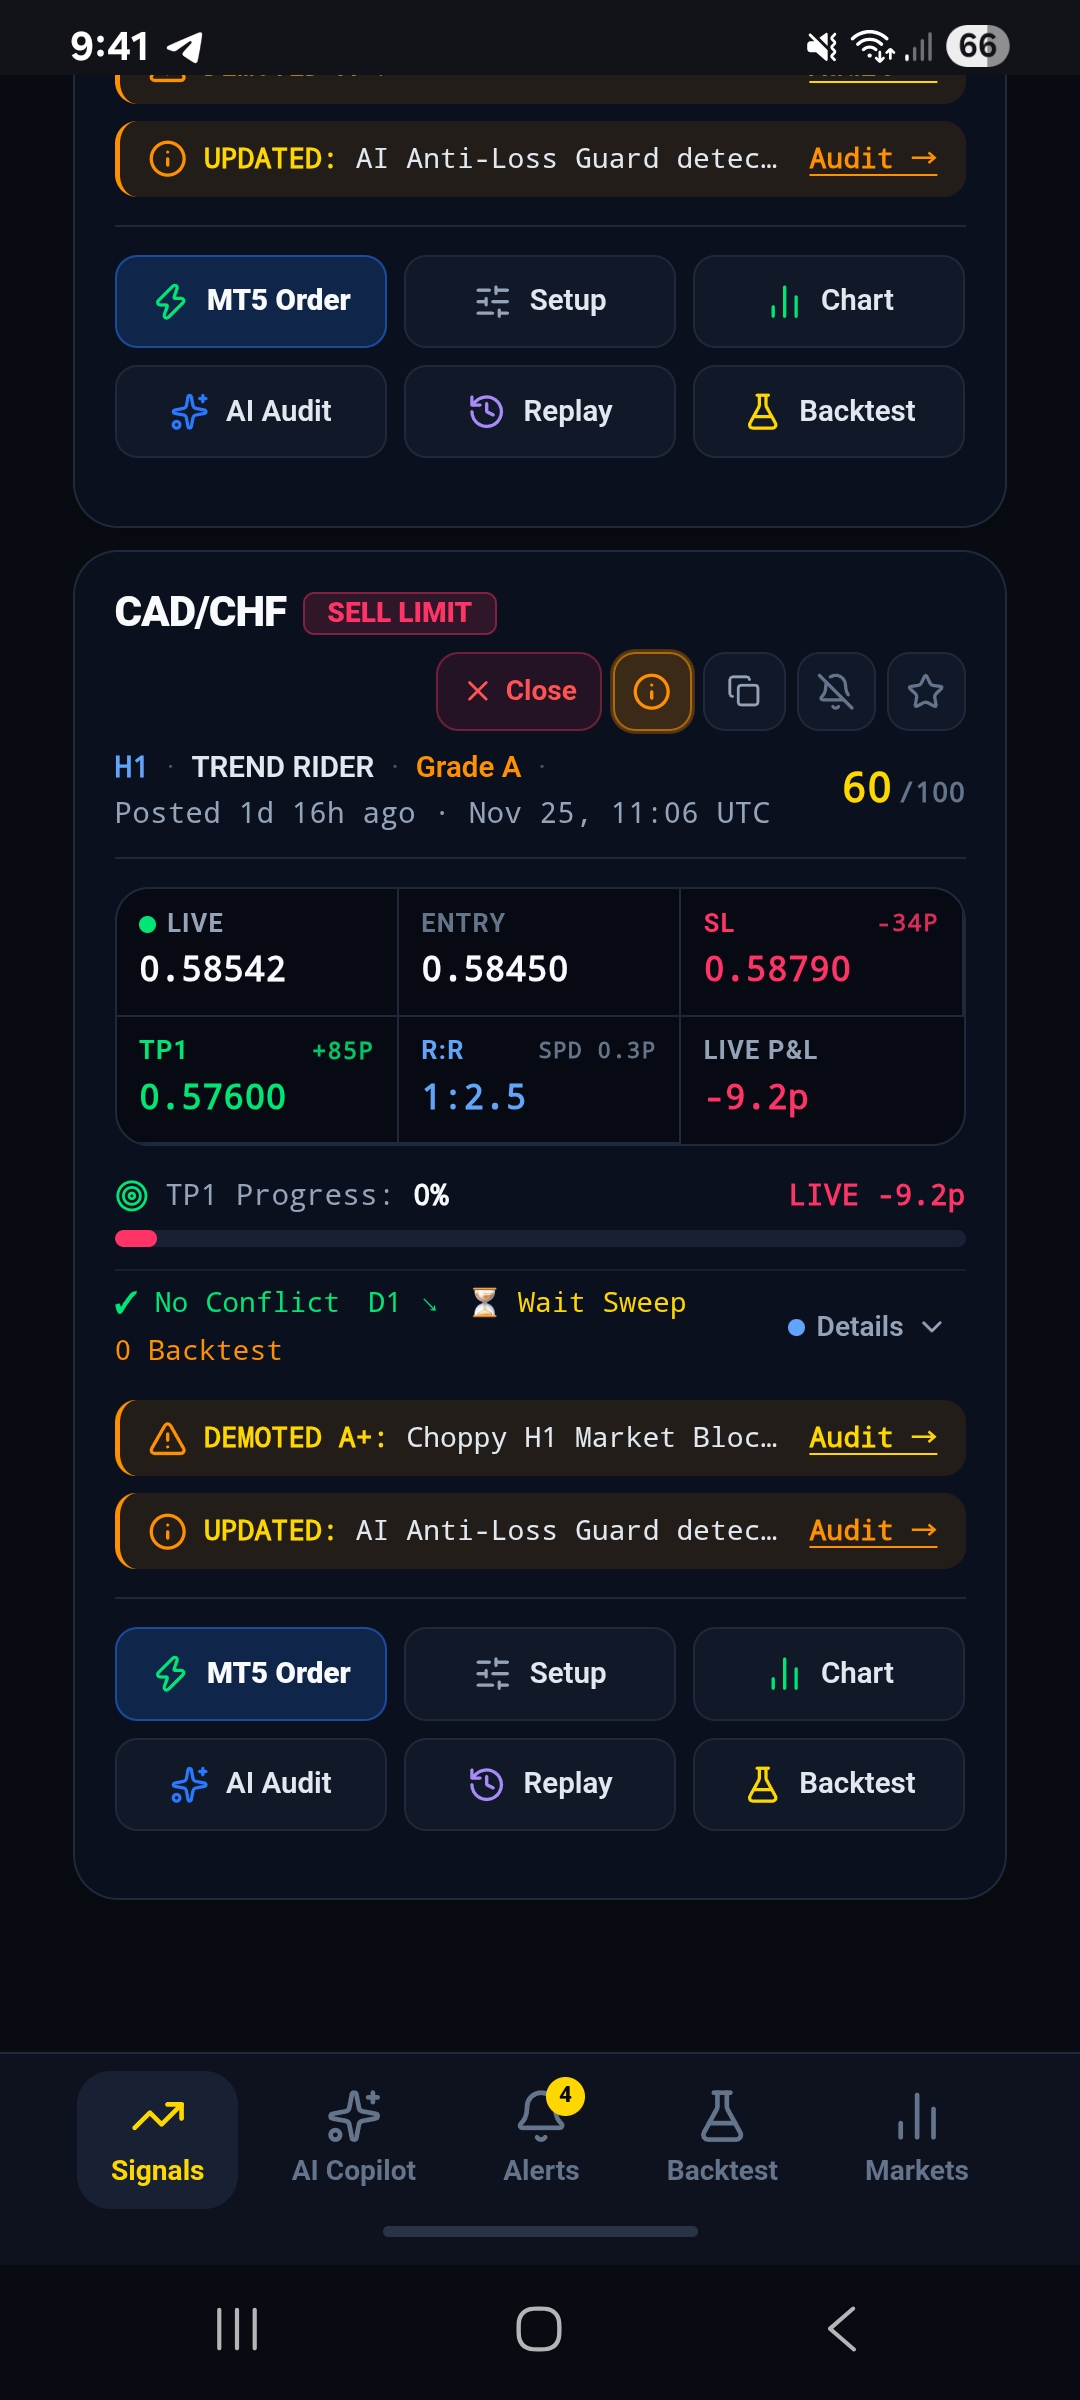 9:41
66
UPDATED: AI Anti-Loss Guard detec… Audit →
MT5 Order
Setup
Chart
AI Audit
Replay
Backtest
CAD/CHF SELL LIMIT
Close
H1 · TREND RIDER · Grade A ·
Posted 1d 16h ago · Nov 25, 11:06 UTC
60 /100
LIVE
0.58542
ENTRY
0.58450
SL -34P
0.58790
TP1 +85P
0.57600
R:R SPD 0.3P
1:2.5
LIVE P&L
-9.2p
TP1 Progress: 0% LIVE -9.2p
✓ No Conflict D1 ↘ ⏳ Wait Sweep
0 Backtest
Details
DEMOTED A+: Choppy H1 Market Bloc… Audit →
UPDATED: AI Anti-Loss Guard detec… Audit →
MT5 Order
Setup
Chart
AI Audit
Replay
Backtest
4
Signals
AI Copilot
Alerts
Backtest
Markets